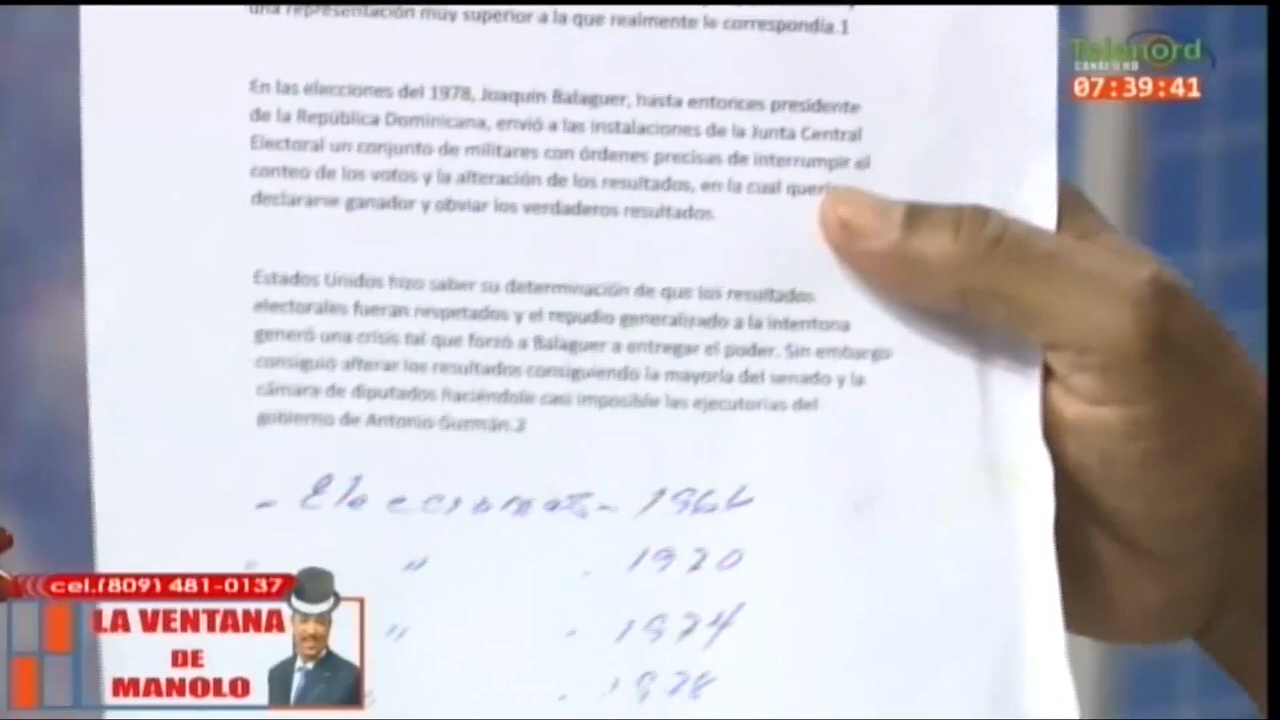 una representación muy superior a la que realmente le correspondía.1
Telenord
CANAL 8 HD
07:39:41
En las elecciones del 1978, Joaquín Balaguer, hasta entonces presidente
de la República Dominicana, envió a las instalaciones de la Junta Central
Electoral un conjunto de militares con órdenes precisas de interrumpir el
conteo de los votos y la alteración de los resultados, en la cual
declararse ganador y obviar los verdaderos resultados.
Estados Unidos hizo saber su determinación de que los resultados
electorales fueran respetados y el repudio generalizado a la intentona
generó una crisis tal que forzó a Balaguer a entregar el poder. Sin embargo
consiguió alterar los resultados consiguiendo la mayoría del senado y la
cámara de diputados haciéndole casi imposible las ejecutorias del
gobierno de Antonio Guzmán.2
- Elecciones - 1966
" - 1970
" - 1974
- 1978
cel.(809) 481-0137
LA VENTANA
DE
MANOLO